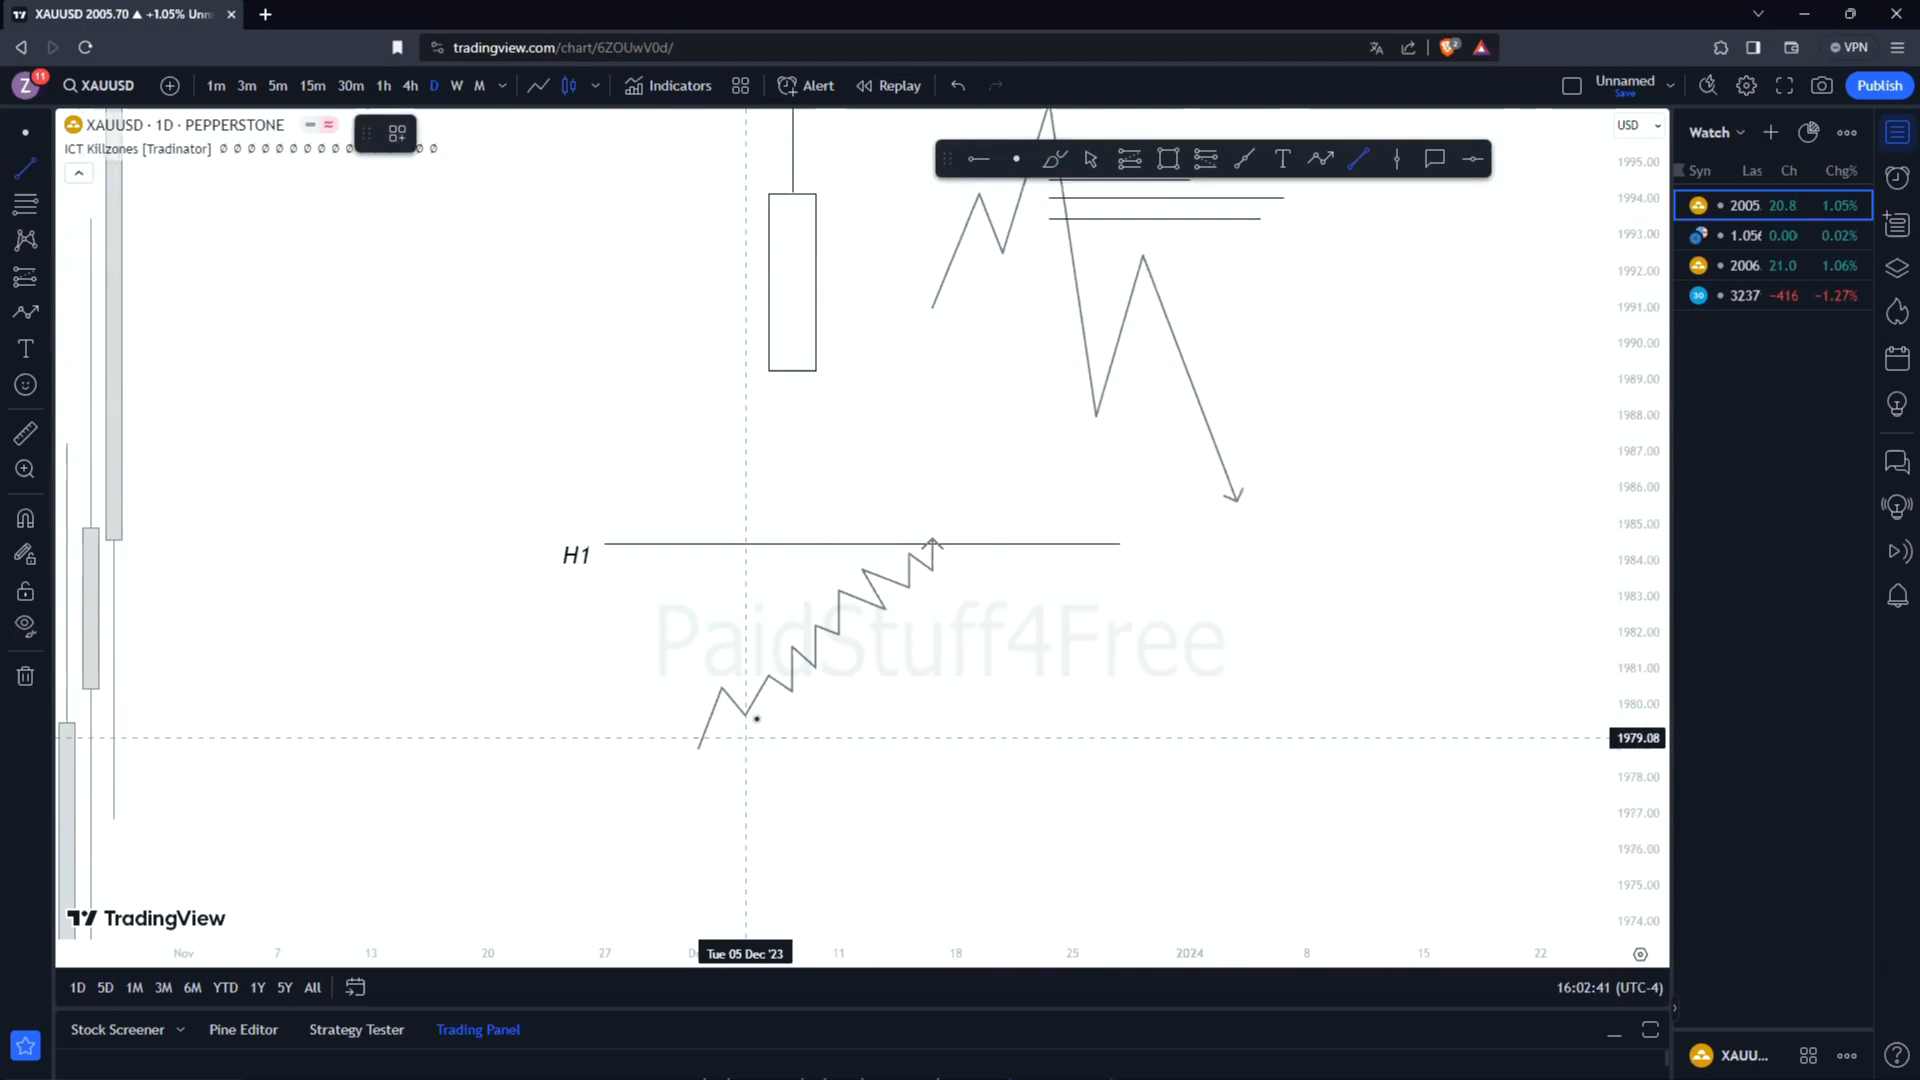 XAUUSD 2005.70 ▲ +1.05% Unn
tradingview.com/chart/6ZOUwV0d/
2
VPN
Z
11
XAUUSD
1m 3m 5m 15m 30m 1h 4h D W M
Indicators
Alert
Replay
Unnamed
Save
Publish
XAUUSD · 1D · PEPPERSTONE
ICT Killzones [Tradinator] ∅ ∅ ∅ ∅ ∅ ∅ ∅ ∅ ∅ ∅ ∅ ∅
USD
1995.00
1994.00
1993.00
1992.00
1991.00
1990.00
1989.00
1988.00
1987.00
1986.00
1985.00
1984.00
1983.00
1982.00
1981.00
1980.00
1979.08
1978.00
1977.00
1976.00
1975.00
1974.00
H1
PaidStuff4Free
TradingView
Nov 7 13 20 27 D Tue 05 Dec '23 11 18 25 2024 8 15 22
Watch
Syn Las Ch Chg%
2005. 20.8 1.05%
1.056 0.00 0.02%
2006. 21.0 1.06%
30 3237 −416 −1.27%
1D 5D 1M 3M 6M YTD 1Y 5Y All
16:02:41 (UTC-4)
Stock Screener
Pine Editor
Strategy Tester
Trading Panel
XAUU...